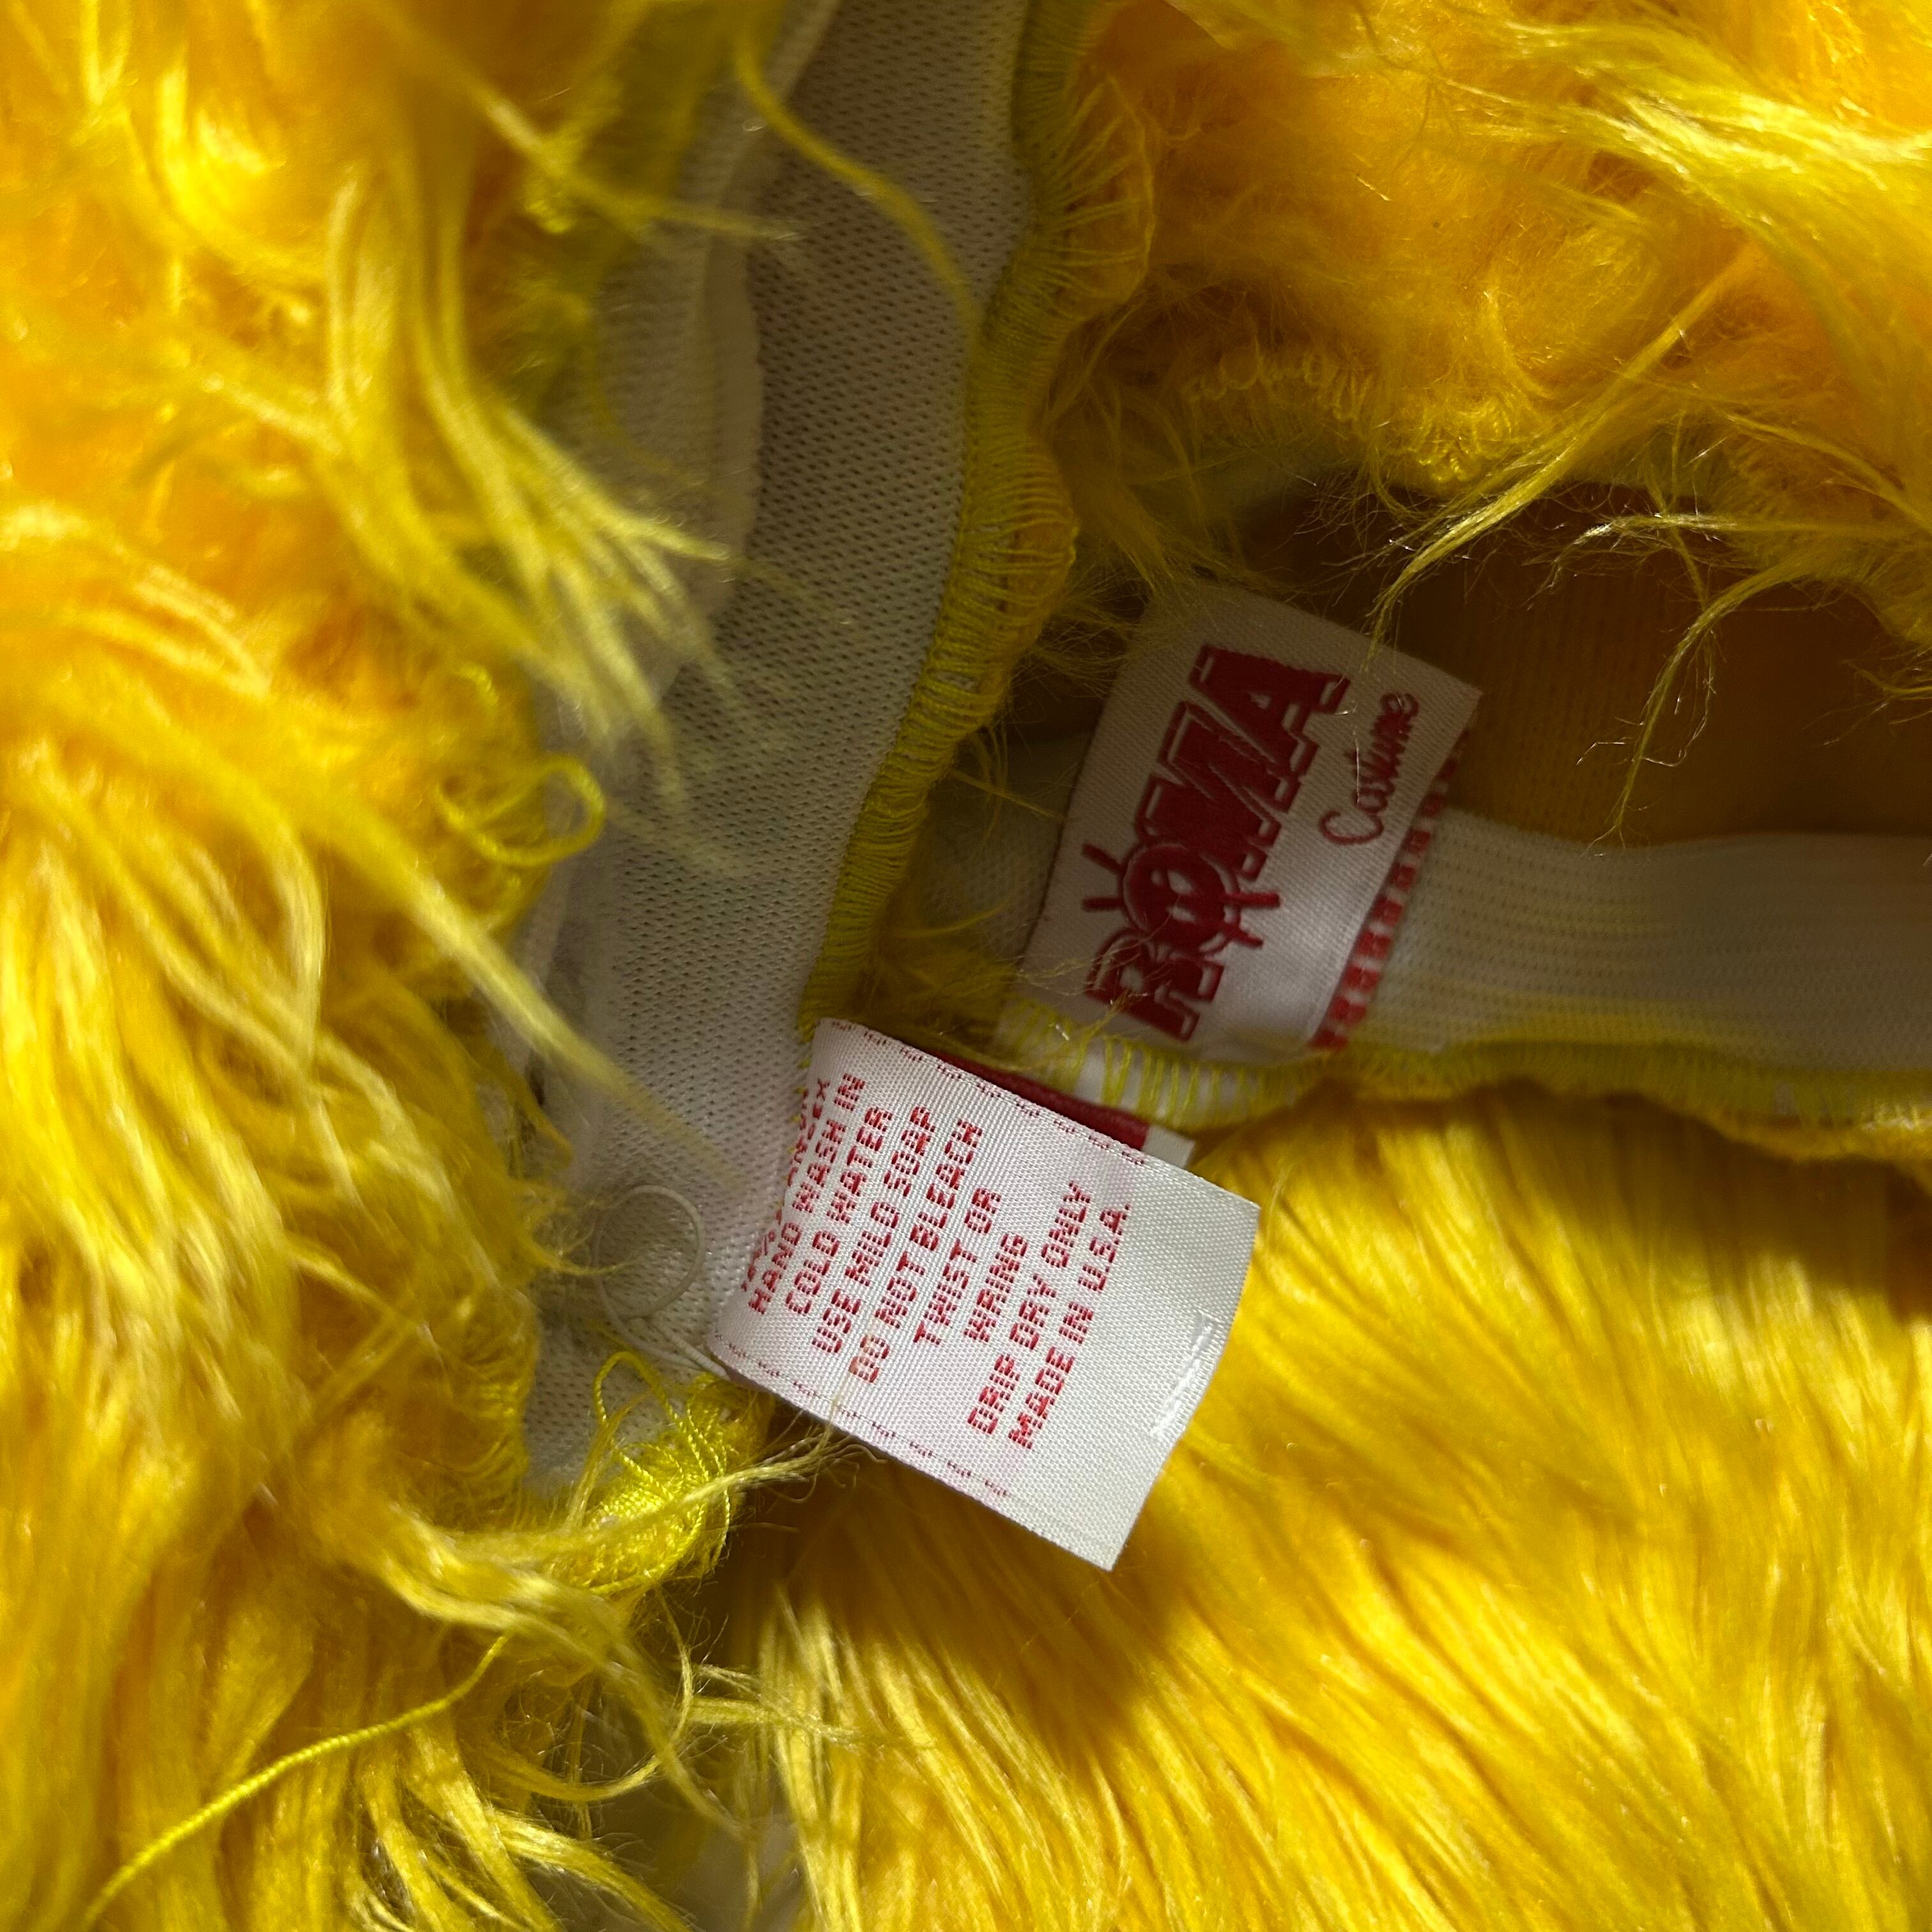 ROMA
Costume
HAND WASH IN
COLD WATER
USE MILD SOAP
DO NOT BLEACH
TWIST OR
WRING
DRIP DRY ONLY
MADE IN U.S.A.